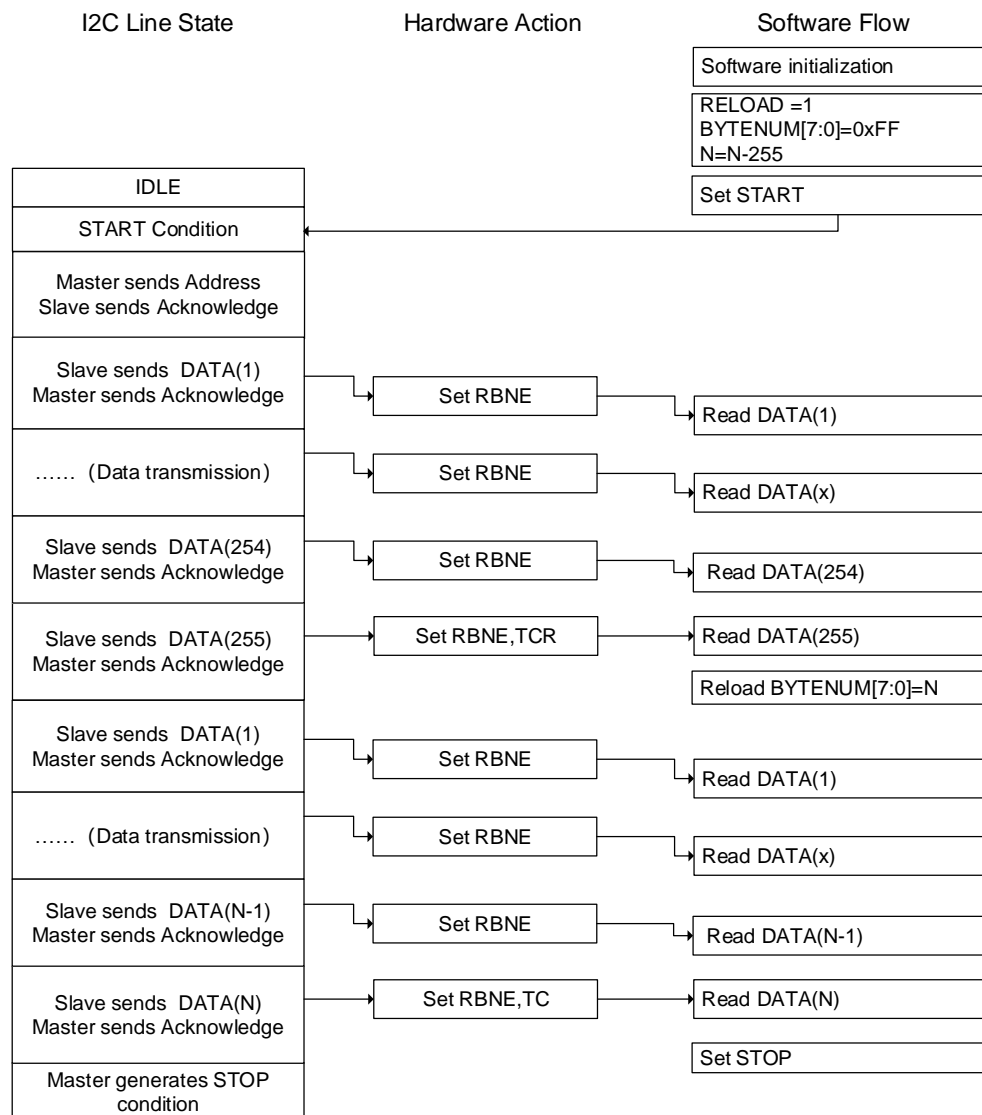 I2C Line State
Hardware Action
Software Flow
Software initialization
RELOAD =1
BYTENUM[7:0]=0xFF
N=N-255
IDLE
Set START
START Condition
Master sends Address
Slave sends Acknowledge
Slave sends DATA(1)
Master sends Acknowledge
Set RBNE
Read DATA(1)
...... (Data transmission)
Set RBNE
Read DATA(x)
Slave sends DATA(254)
Master sends Acknowledge
Set RBNE
Read DATA(254)
Slave sends DATA(255)
Master sends Acknowledge
Set RBNE,TCR
Read DATA(255)
Reload BYTENUM[7:0]=N
Slave sends DATA(1)
Master sends Acknowledge
Set RBNE
Read DATA(1)
...... (Data transmission)
Set RBNE
Read DATA(x)
Slave sends DATA(N-1)
Master sends Acknowledge
Set RBNE
Read DATA(N-1)
Slave sends DATA(N)
Master sends Acknowledge
Set RBNE,TC
Read DATA(N)
Set STOP
Master generates STOP
condition